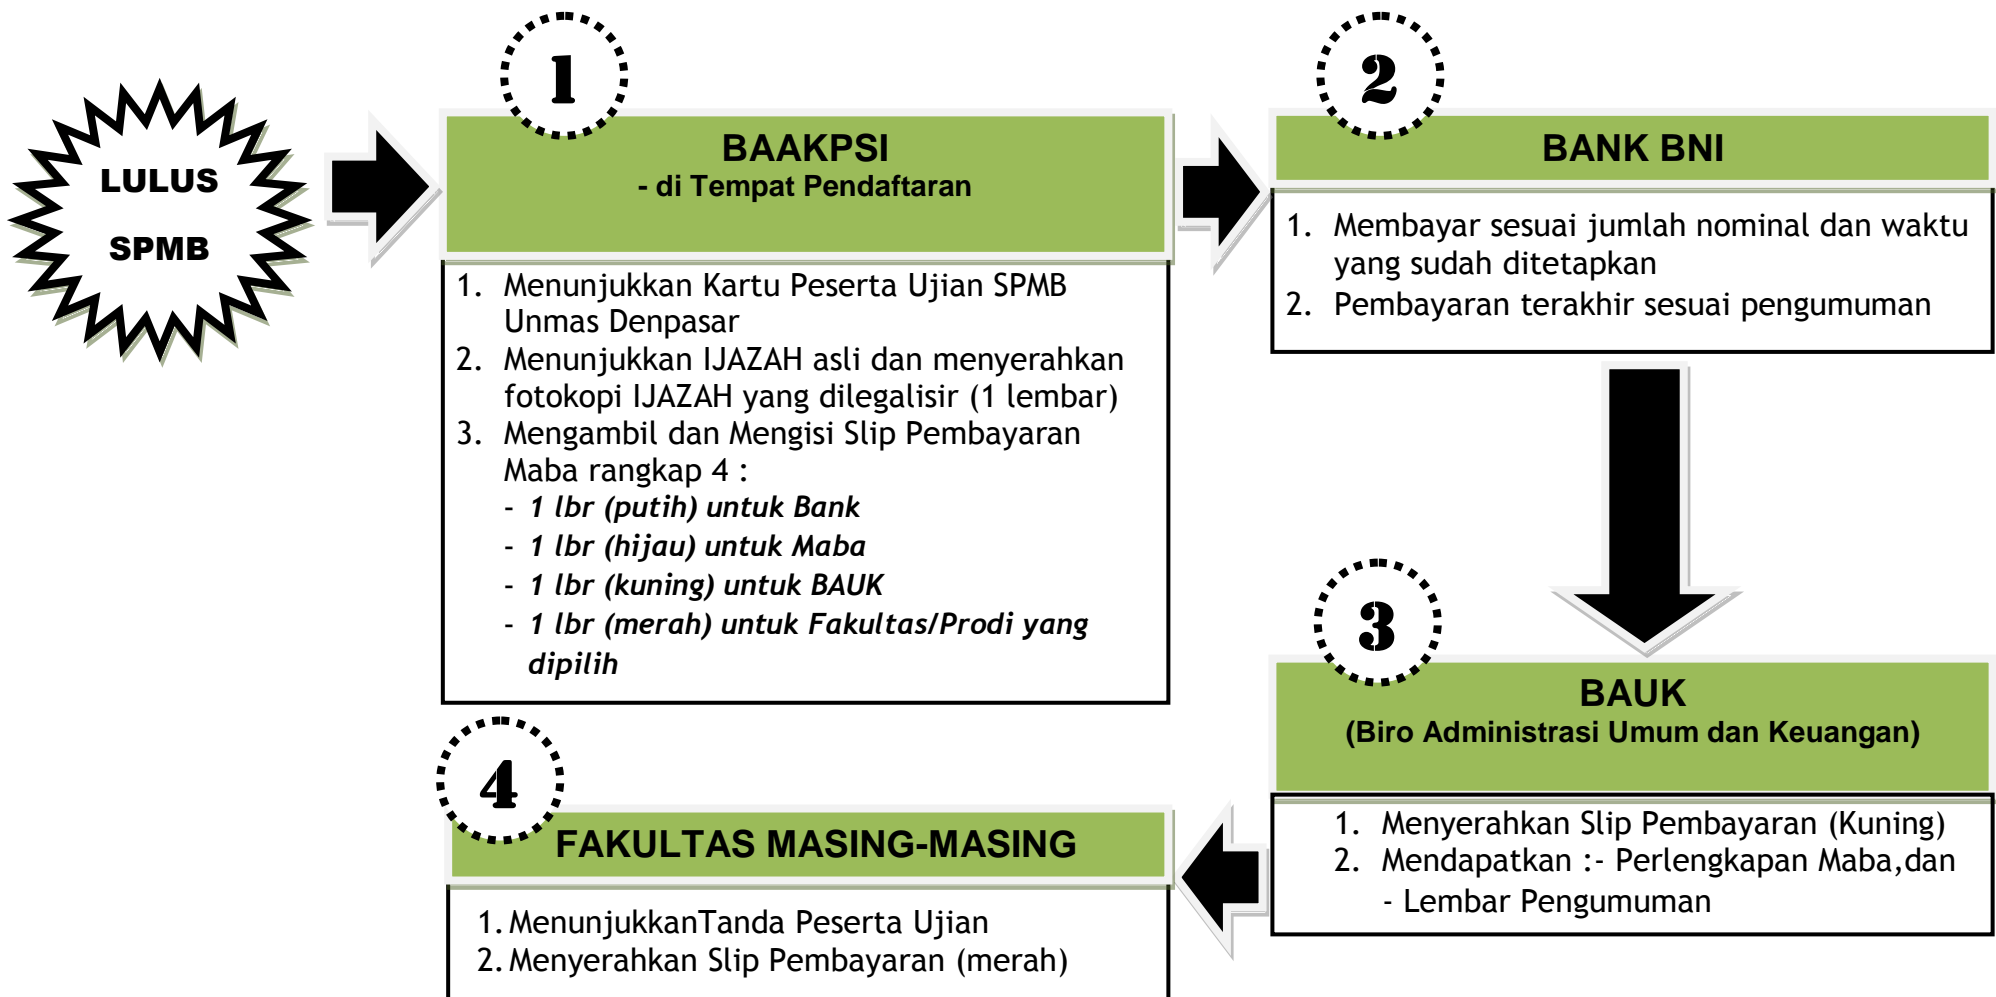 LULUS
SPMB
1
BAAKPSI
- di Tempat Pendaftaran
1. Menunjukkan Kartu Peserta Ujian SPMB
Unmas Denpasar
2. Menunjukkan IJAZAH asli dan menyerahkan
fotokopi IJAZAH yang dilegalisir (1 lembar)
3. Mengambil dan Mengisi Slip Pembayaran
Maba rangkap 4 :
- 1 lbr (putih) untuk Bank
- 1 lbr (hijau) untuk Maba
- 1 lbr (kuning) untuk BAUK
- 1 lbr (merah) untuk Fakultas/Prodi yang
dipilih
2
BANK BNI
1. Membayar sesuai jumlah nominal dan waktu
yang sudah ditetapkan
2. Pembayaran terakhir sesuai pengumuman
3
BAUK
(Biro Administrasi Umum dan Keuangan)
1. Menyerahkan Slip Pembayaran (Kuning)
2. Mendapatkan :- Perlengkapan Maba,dan
- Lembar Pengumuman
4
FAKULTAS MASING-MASING
1. MenunjukkanTanda Peserta Ujian
2. Menyerahkan Slip Pembayaran (merah)